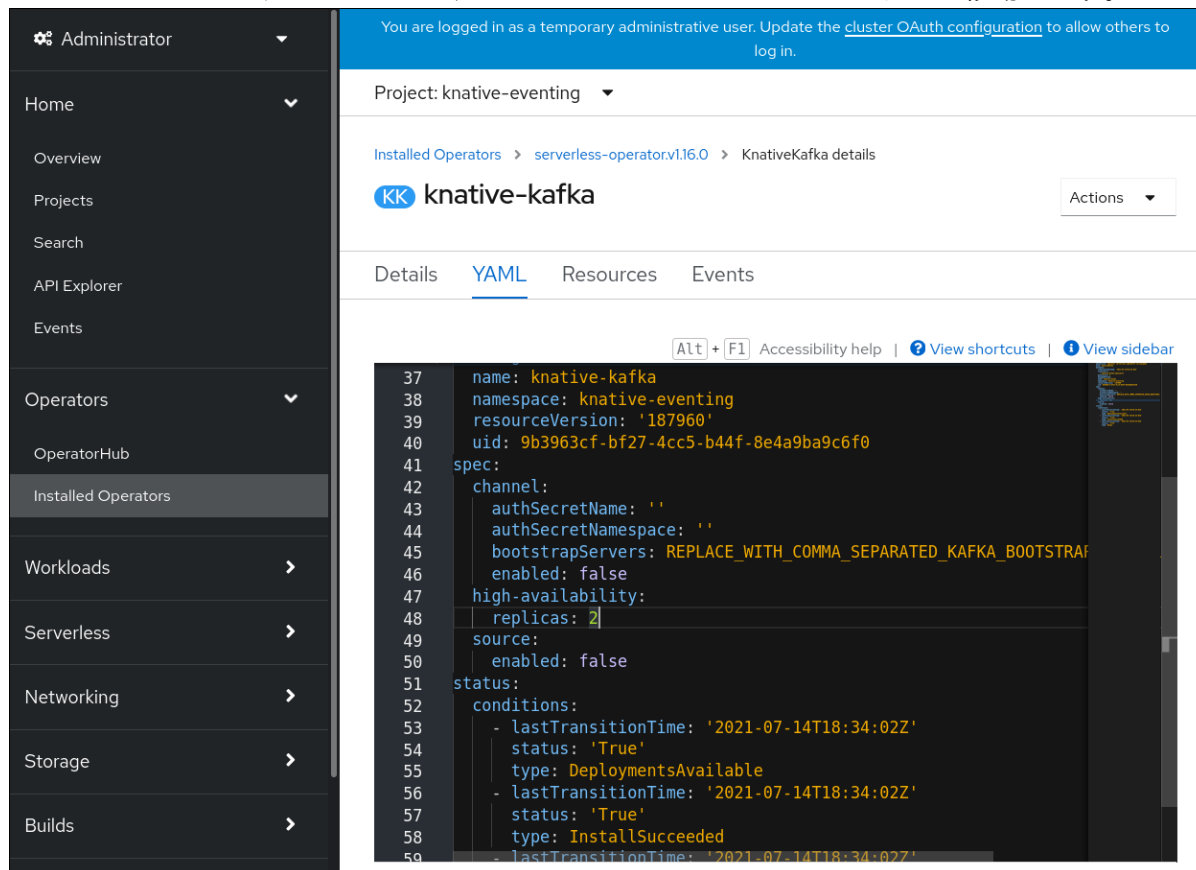 Administrator
Home
Overview
Projects
Search
API Explorer
Events
Operators
OperatorHub
Installed Operators
Workloads
Serverless
Networking
Storage
Builds
You are logged in as a temporary administrative user. Update the cluster OAuth configuration to allow others to
log in.
Project: knative-eventing
Installed Operators > serverless-operator.v1.16.0 > KnativeKafka details
KK knative-kafka
Actions
Details YAML Resources Events
Alt + F1 Accessibility help | View shortcuts | View sidebar
37 name: knative-kafka
38 namespace: knative-eventing
39 resourceVersion: '187960'
40 uid: 9b3963cf-bf27-4cc5-b44f-8e4a9ba9c6f0
41 spec:
42 channel:
43 authSecretName: ''
44 authSecretNamespace: ''
45 bootstrapServers: REPLACE_WITH_COMMA_SEPARATED_KAFKA_BOOTSTRAP
46 enabled: false
47 high-availability:
48 replicas: 2
49 source:
50 enabled: false
51 status:
52 conditions:
53 - lastTransitionTime: '2021-07-14T18:34:02Z'
54 status: 'True'
55 type: DeploymentsAvailable
56 - lastTransitionTime: '2021-07-14T18:34:02Z'
57 status: 'True'
58 type: InstallSucceeded
59 - lastTransitionTime: '2021-07-14T18:34:02Z'